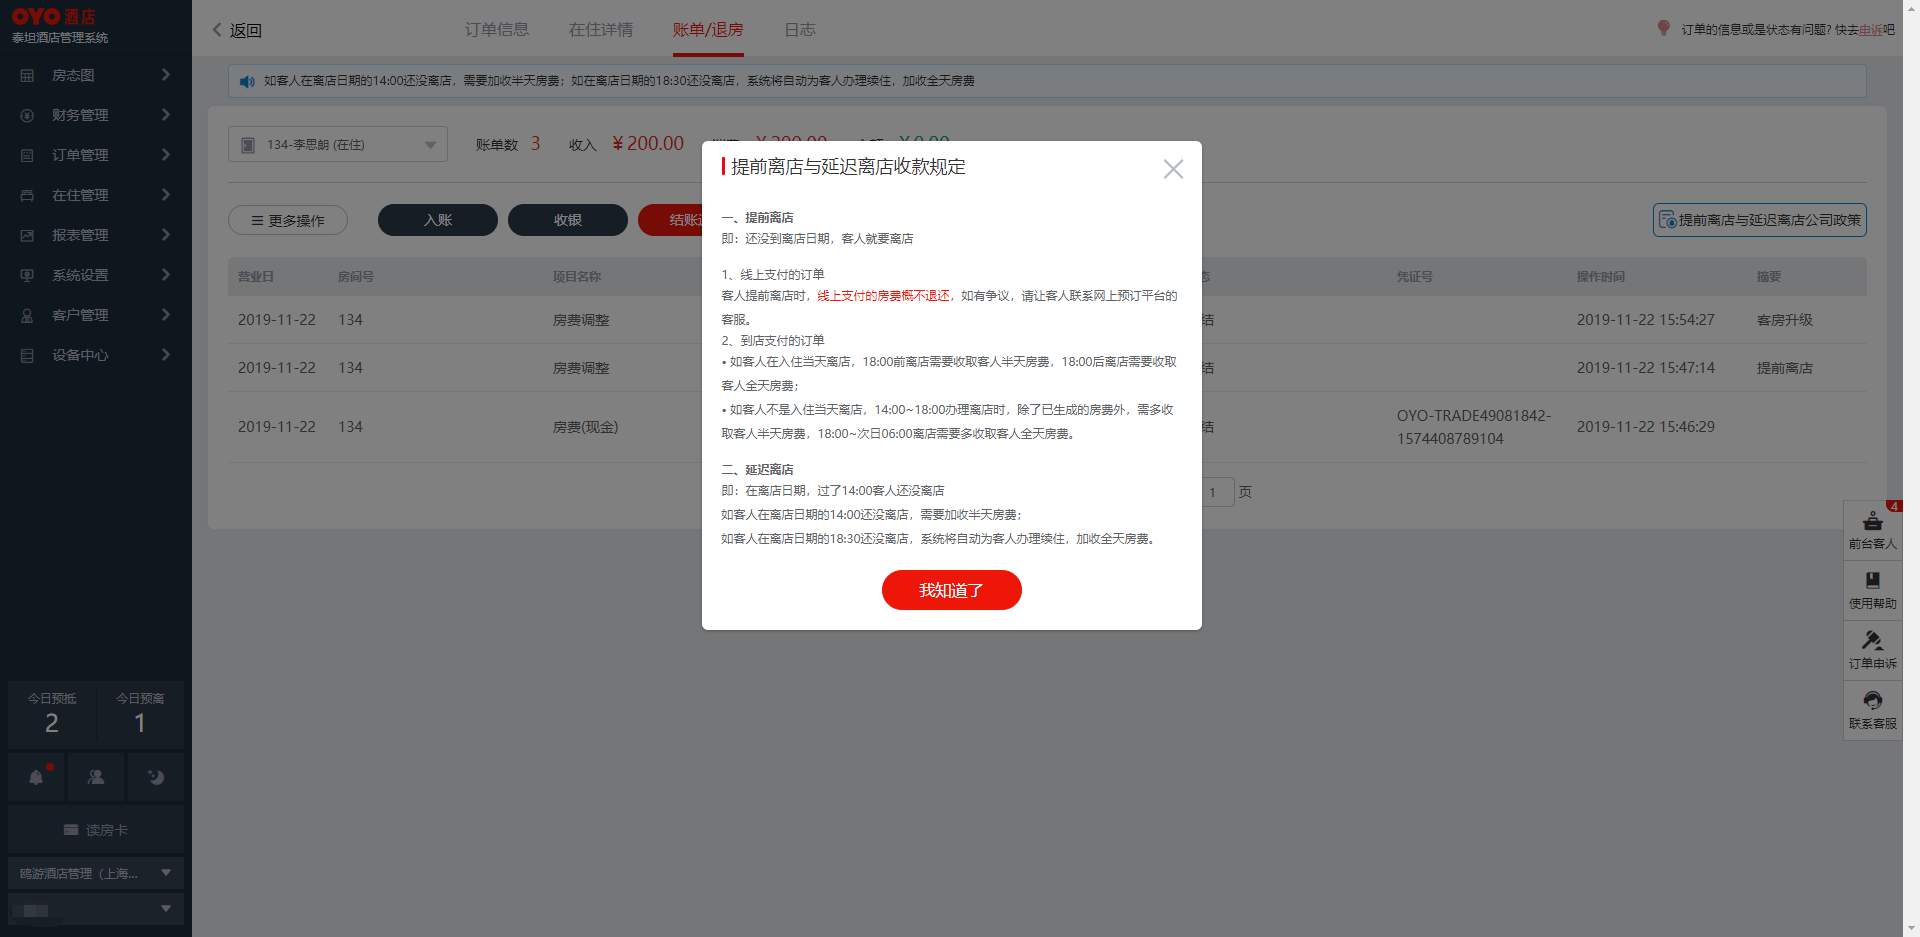 OYO 酒店
泰坦酒店管理系统
房态图
财务管理
订单管理
在住管理
报表管理
系统设置
客户管理
设备中心
今日预抵
2
今日预离
1
读房卡
鸥游酒店管理（上海...
返回
订单信息
在住详情
账单/退房
日志
订单的信息或是状态有问题? 快去申诉吧
如客人在离店日期的14:00还没离店，需要加收半天房费；如在离店日期的18:30还没离店，系统将自动为客人办理续住，加收全天房费
134-李思朗 (在住)
账单数 3
收入 ¥200.00
更多操作
入账
收银
结账
提前离店与延迟离店公司政策
营业日 房间号 项目名称 凭证号 操作时间 摘要
2019-11-22 134 房费调整 结 2019-11-22 15:54:27 客房升级
2019-11-22 134 房费调整 结 2019-11-22 15:47:14 提前离店
2019-11-22 134 房费(现金) 结 OYO-TRADE49081842-
1574408789104 2019-11-22 15:46:29
1 页
提前离店与延迟离店收款规定
一、提前离店
即：还没到离店日期，客人就要离店
1、线上支付的订单
客人提前离店时，线上支付的房费概不退还，如有争议，请让客人联系网上预订平台的
客服。
2、到店支付的订单
• 如客人在入住当天离店，18:00前离店需要收取客人半天房费，18:00后离店需要收取
客人全天房费；
• 如客人不是入住当天离店，14:00~18:00办理离店时，除了已生成的房费外，需多收
取客人半天房费，18:00~次日06:00离店需要多收取客人全天房费。
二、延迟离店
即：在离店日期，过了14:00客人还没离店
如客人在离店日期的14:00还没离店，需要加收半天房费；
如客人在离店日期的18:30还没离店，系统将自动为客人办理续住，加收全天房费。
我知道了
4
前台客人
使用帮助
订单申诉
联系客服